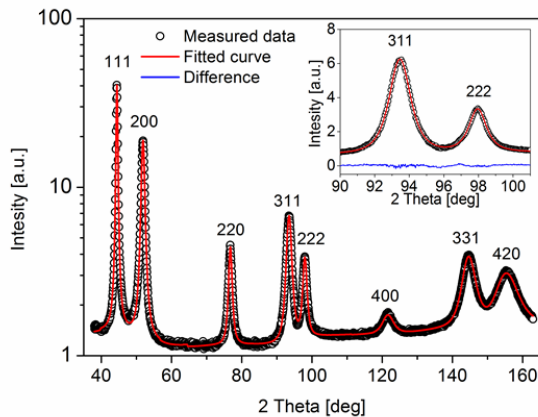 100
10
1
Intesity [a.u.]
40 60 80 100 120 140 160
2 Theta [deg]
Measured data
Fitted curve
Difference
111
200
220
311
222
400
331
420
8
6
4
2
0
Intesity [a.u.]
90 92 94 96 98 100
2 Theta [deg]
311
222